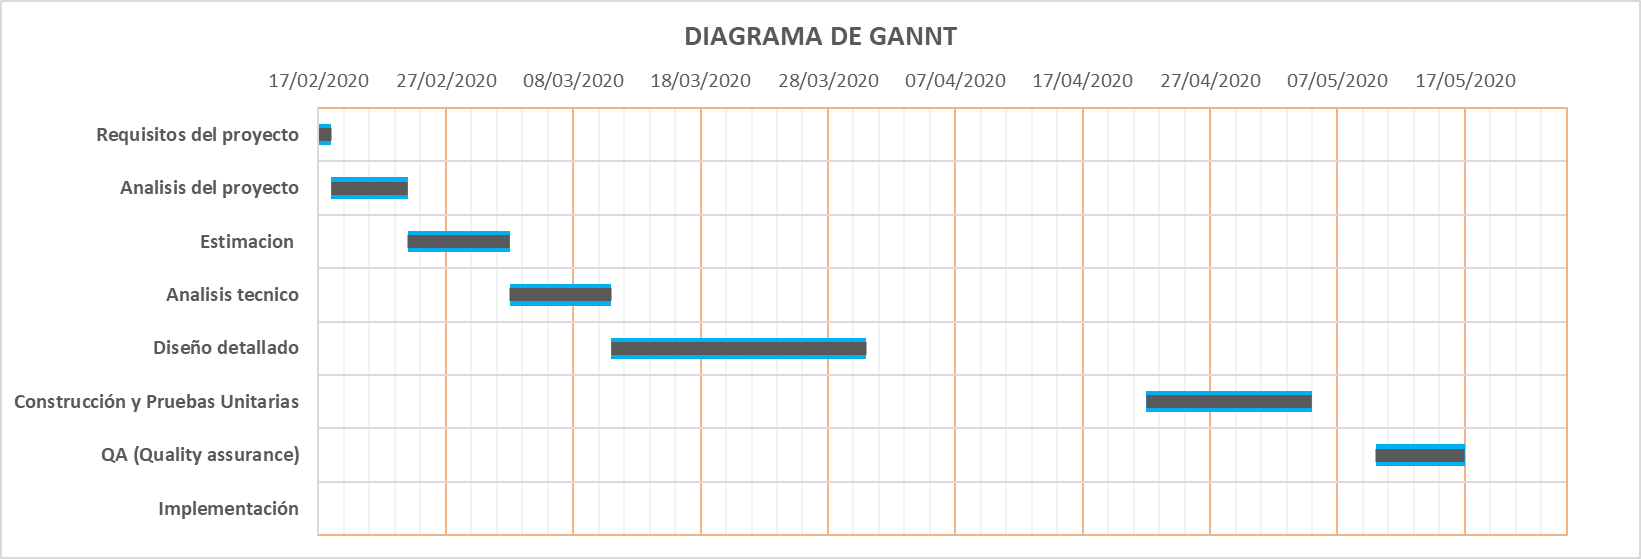 DIAGRAMA DE GANNT
17/02/2020 27/02/2020 08/03/2020 18/03/2020 28/03/2020 07/04/2020 17/04/2020 27/04/2020 07/05/2020 17/05/2020
Requisitos del proyecto
Analisis del proyecto
Estimacion
Analisis tecnico
Diseño detallado
Construcción y Pruebas Unitarias
QA (Quality assurance)
Implementación